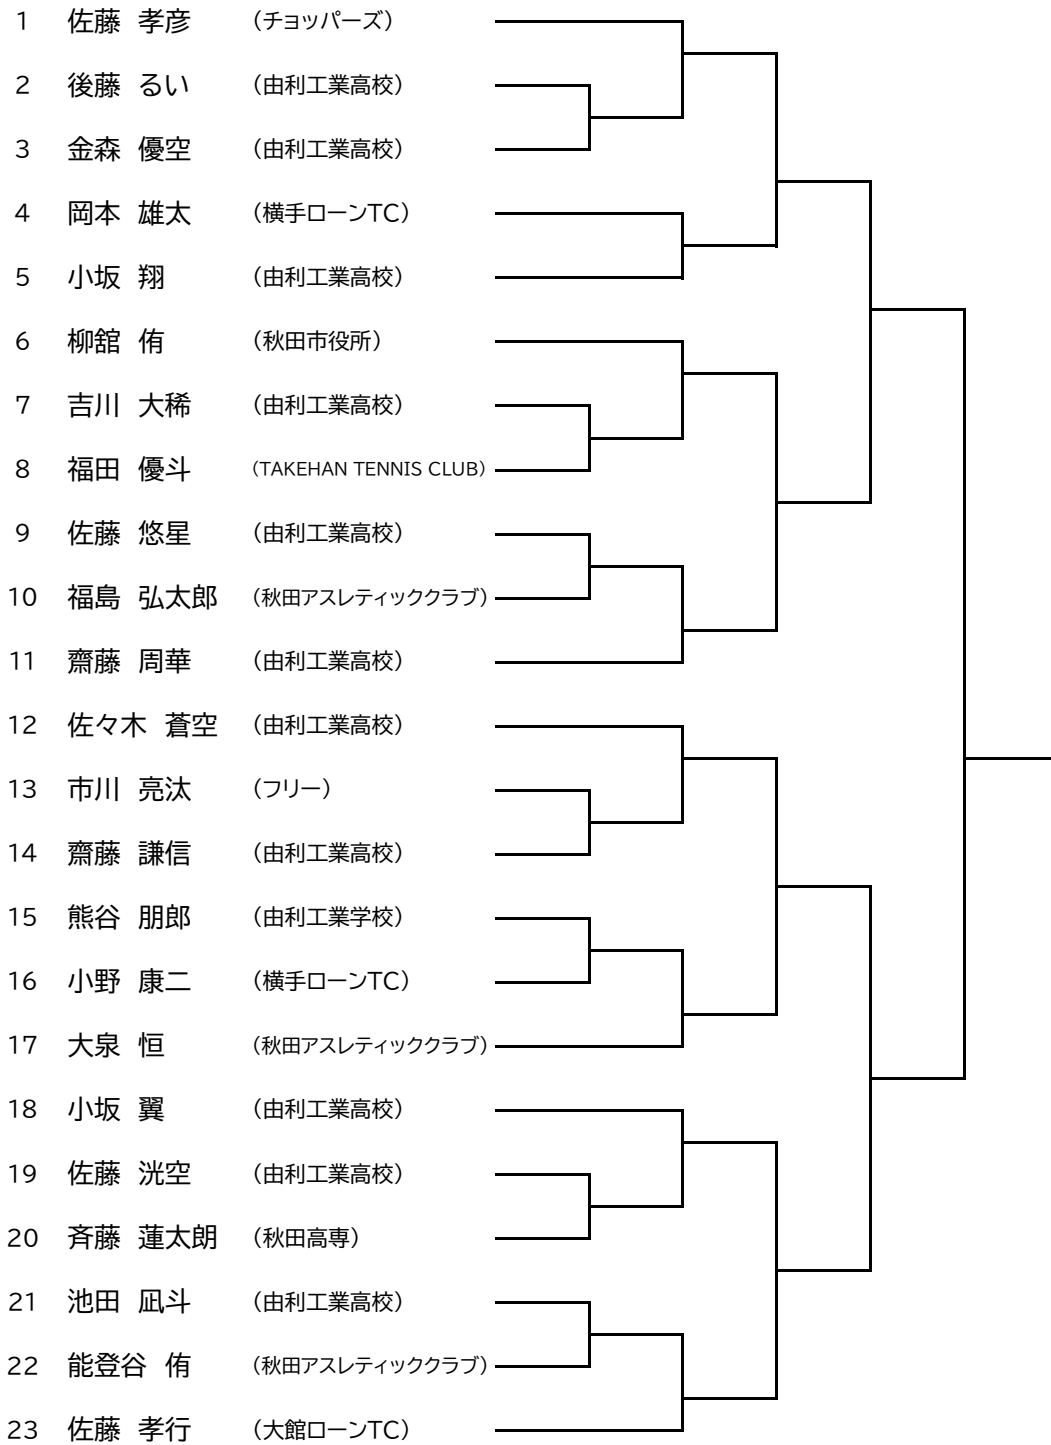 1 佐藤 孝彦 （チョッパーズ）
2 後藤 るい （由利工業高校）
3 金森 優空 （由利工業高校）
4 岡本 雄太 （横手ローンTC）
5 小坂 翔 （由利工業高校）
6 柳舘 侑 （秋田市役所）
7 吉川 大稀 （由利工業高校）
8 福田 優斗 （TAKEHAN TENNIS CLUB）
9 佐藤 悠星 （由利工業高校）
10 福島 弘太郎 （秋田アスレティッククラブ）
11 齋藤 周華 （由利工業高校）
12 佐々木 蒼空 （由利工業高校）
13 市川 亮汰 （フリー）
14 齋藤 謙信 （由利工業高校）
15 熊谷 朋郎 （由利工業学校）
16 小野 康二 （横手ローンTC）
17 大泉 恒 （秋田アスレティッククラブ）
18 小坂 翼 （由利工業高校）
19 佐藤 洸空 （由利工業高校）
20 斉藤 蓮太朗 （秋田高専）
21 池田 凪斗 （由利工業高校）
22 能登谷 侑 （秋田アスレティッククラブ）
23 佐藤 孝行 （大館ローンTC）